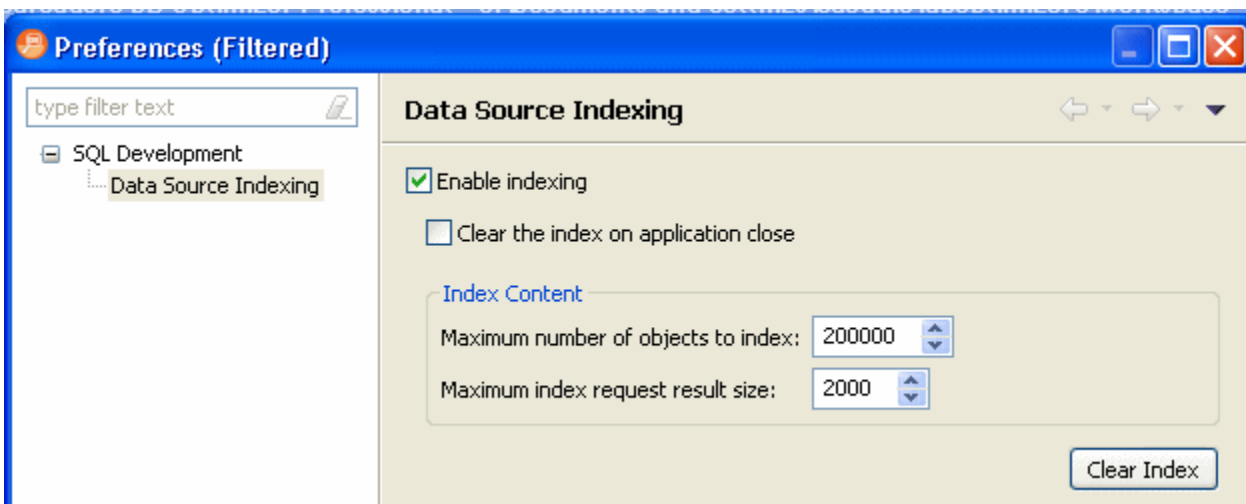 Preferences (Filtered)
type filter text
SQL Development
Data Source Indexing
Data Source Indexing
Enable indexing
Clear the index on application close
Index Content
Maximum number of objects to index: 200000
Maximum index request result size: 2000
Clear Index